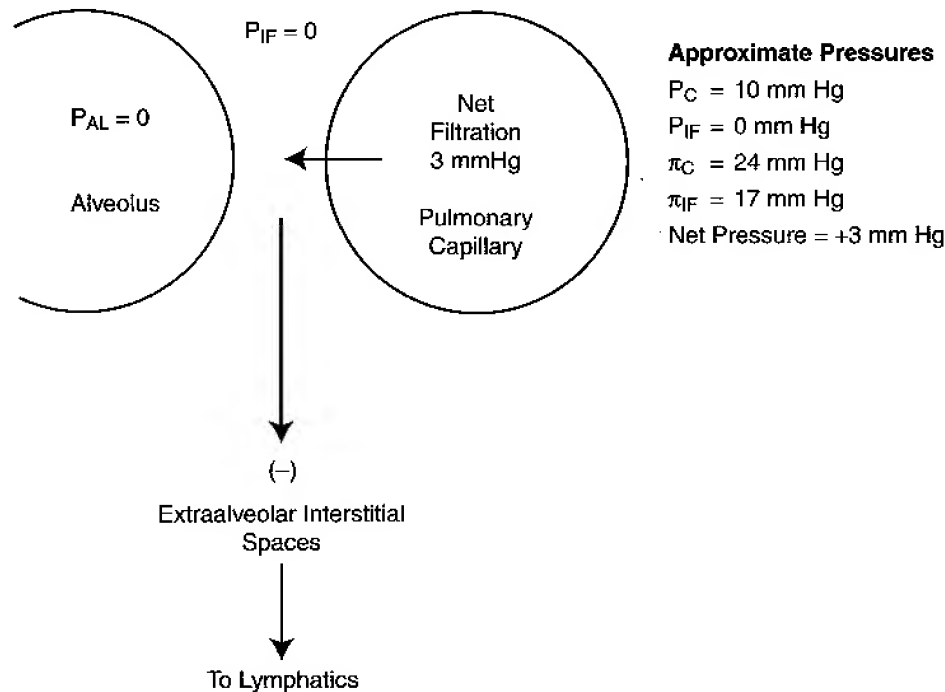 P_IF = 0
P_AL = 0
Alveolus
Net
Filtration
3 mmHg
Pulmonary
Capillary
Approximate Pressures
P_C = 10 mm Hg
P_IF = 0 mm Hg
π_C = 24 mm Hg
π_IF = 17 mm Hg
Net Pressure = +3 mm Hg
(–)
Extraalveolar Interstitial
Spaces
To Lymphatics